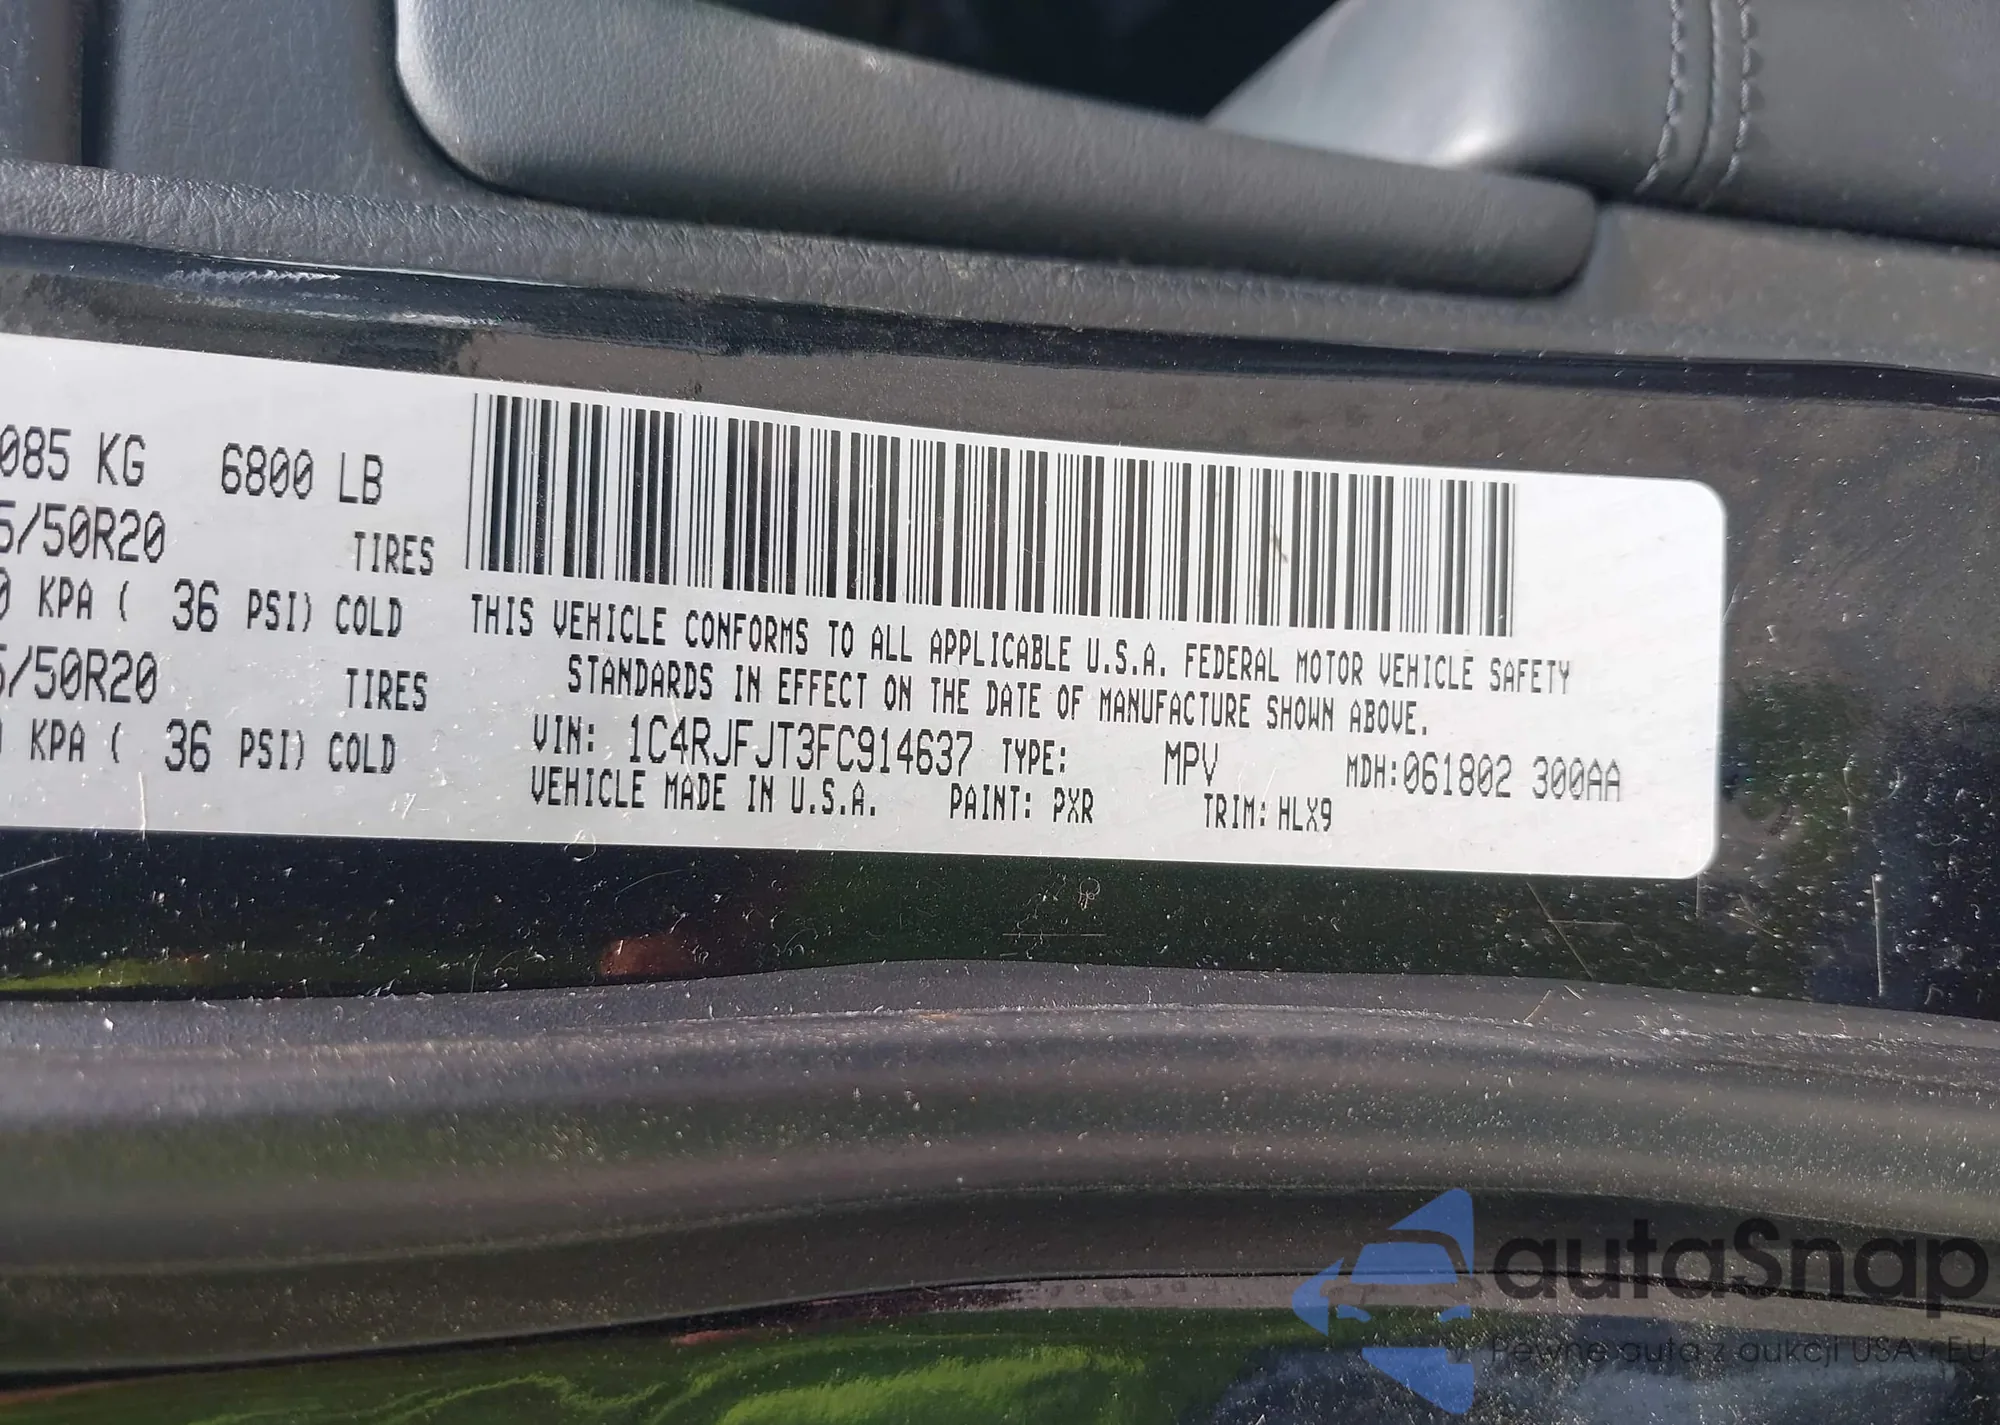 085 KG 6800 LB
5/50R20 TIRES
0 KPA ( 36 PSI) COLD
5/50R20 TIRES
KPA ( 36 PSI) COLD
THIS VEHICLE CONFORMS TO ALL APPLICABLE U.S.A. FEDERAL MOTOR VEHICLE SAFETY
STANDARDS IN EFFECT ON THE DATE OF MANUFACTURE SHOWN ABOVE.
VIN: 1C4RJFJT3FC914637 TYPE: MPV MDH:061802 300AA
VEHICLE MADE IN U.S.A. PAINT: PXR TRIM: HLX9
autaSnap
Pewne auta z aukcji USA i EU